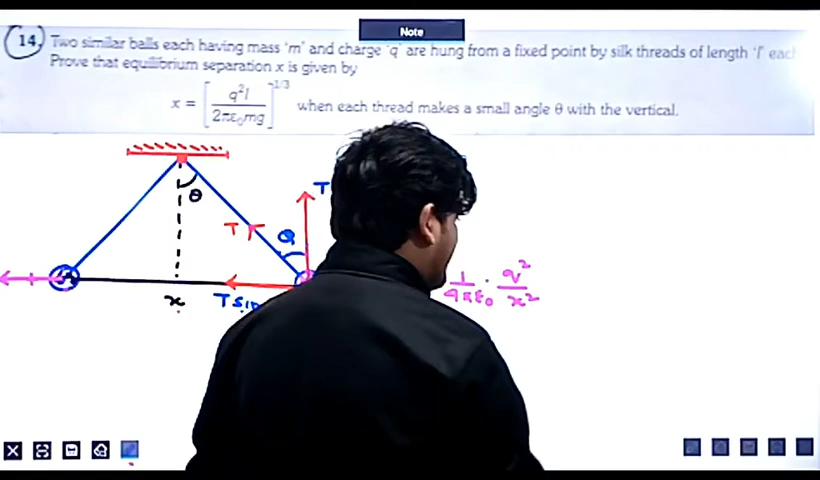 Note
14. Two similar balls each having mass 'm' and charge 'q' are hung from a fixed point by silk threads of length 'l' each
Prove that equilibrium separation x is given by
x = [q²l / 2πε₀mg]^1/3 when each thread makes a small angle θ with the vertical.
θ
T
T
θ
1/4πε₀ · q²/x²
x
T sin